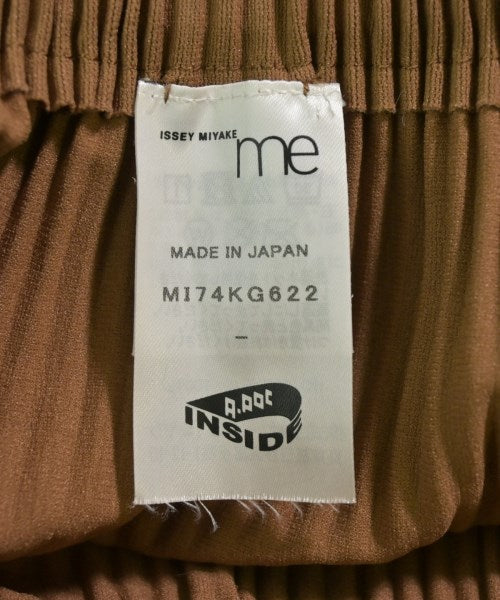 ISSEY MIYAKE me
MADE IN JAPAN
MI74KG622
-
A.POC
INSIDE